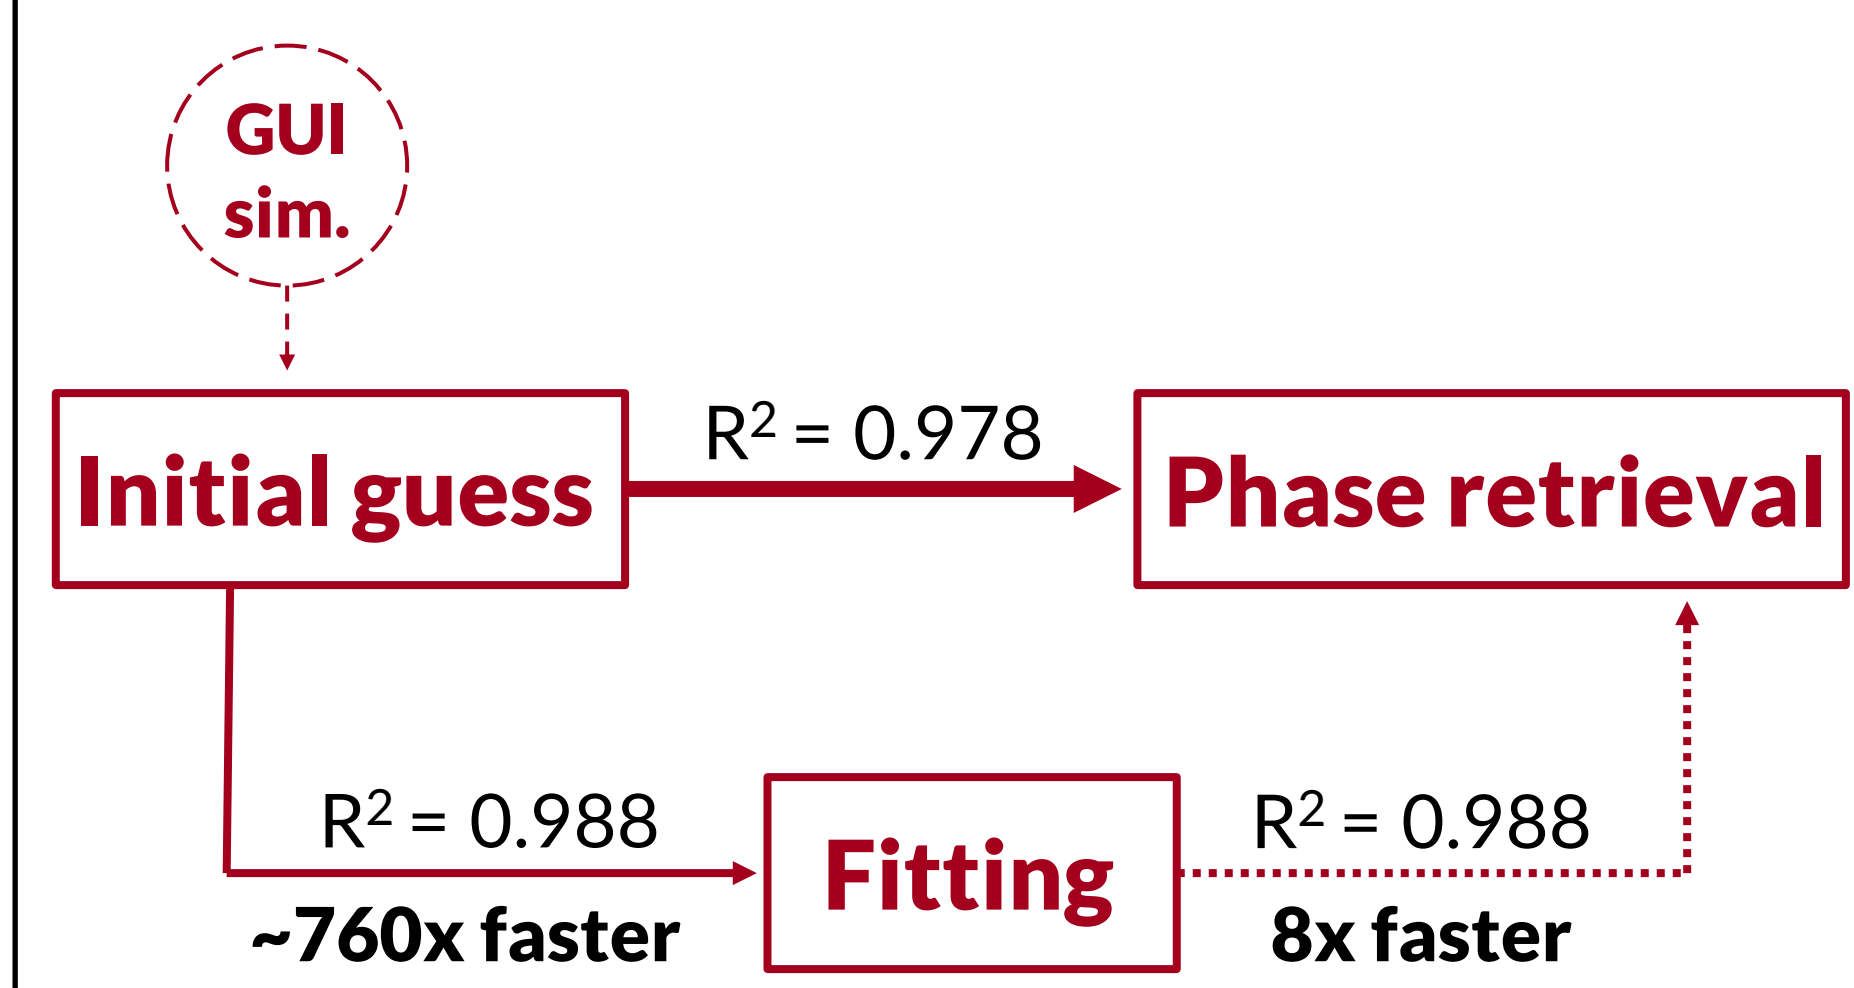 GUI
sim.
R² = 0.978
Initial guess
Phase retrieval
R² = 0.988
R² = 0.988
Fitting
~760x faster
8x faster